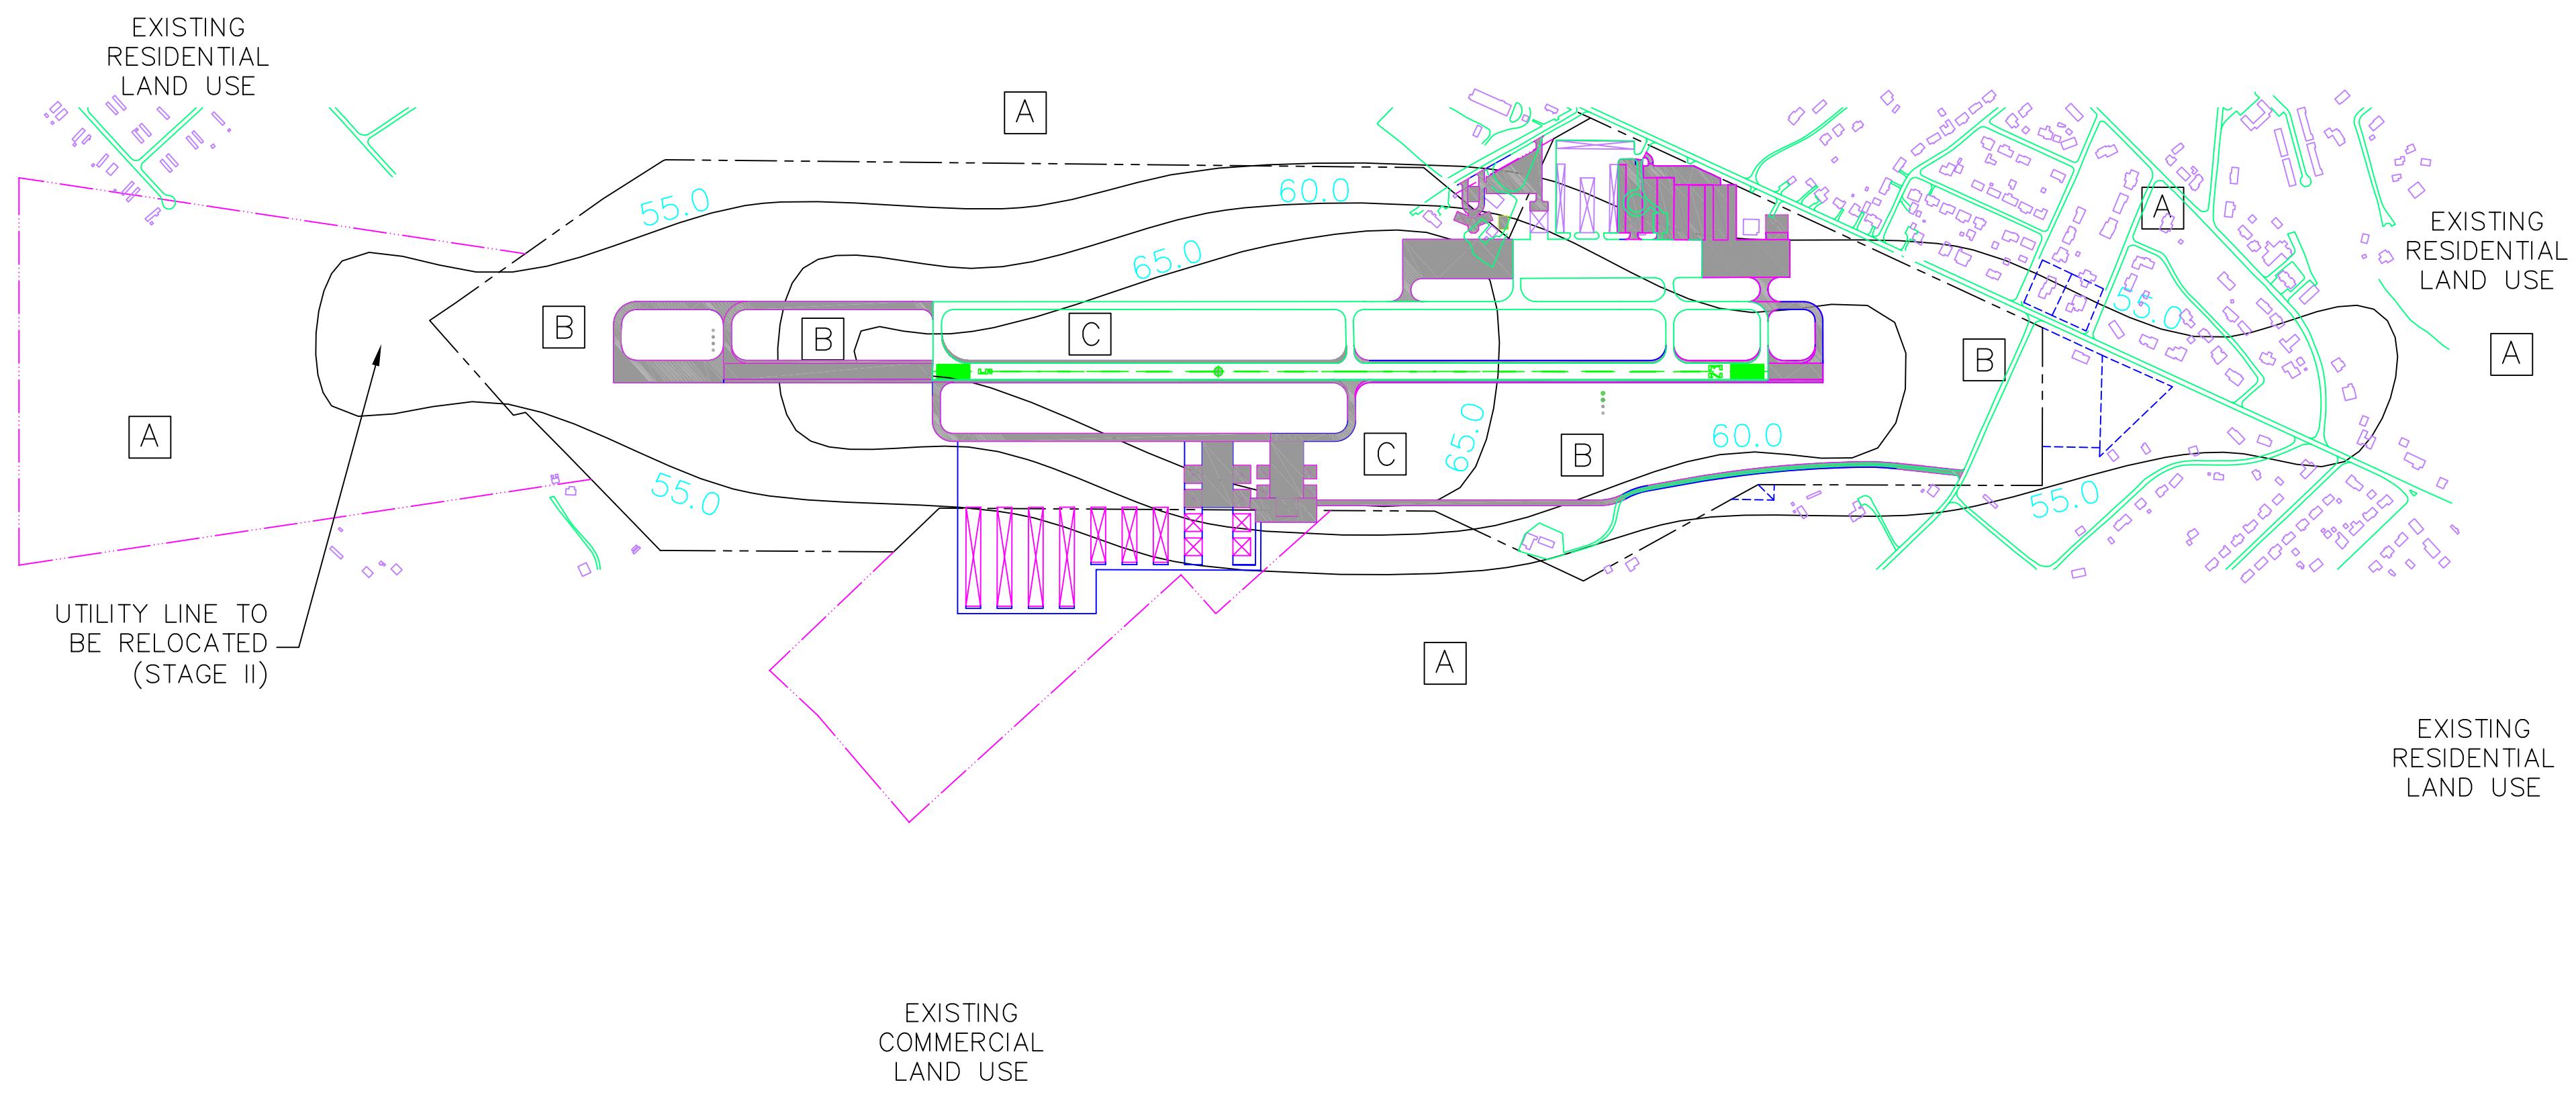 EXISTING
RESIDENTIAL
LAND USE
A
55.0
60.0
A
EXISTING
RESIDENTIAL
LAND USE
65.0
55.0
B
B
C
B
A
5
23
A
C
65.0
B
60.0
55.0
55.0
UTILITY LINE TO
BE RELOCATED
(STAGE II)
A
EXISTING
RESIDENTIAL
LAND USE
EXISTING
COMMERCIAL
LAND USE